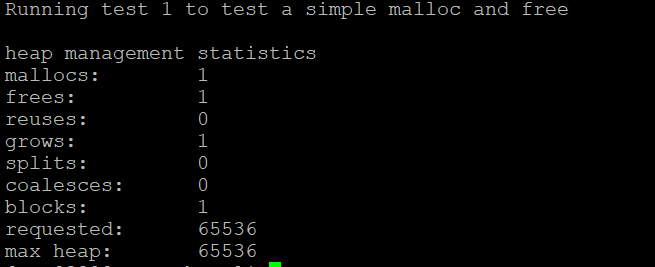 Running test 1 to test a simple malloc and free
heap management statistics
mallocs: 1
frees: 1
reuses: 0
grows: 1
splits: 0
coalesces: 0
blocks: 1
requested: 65536
max heap: 65536